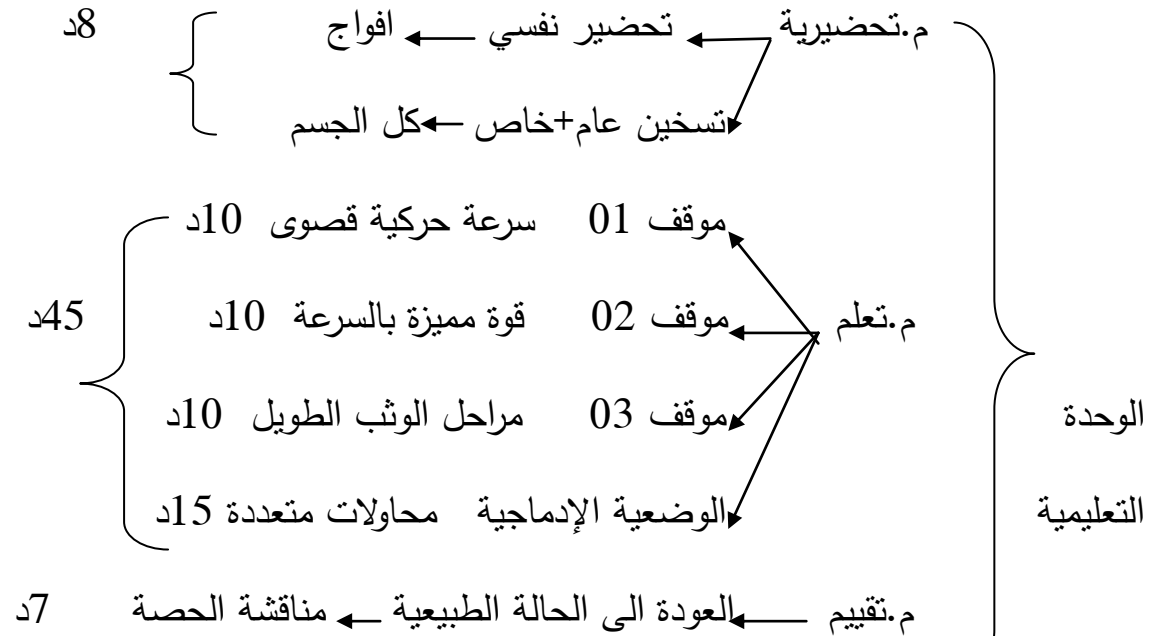 م.تحضيرية تحضير نفسي افواج 8د
تسخين عام+خاص كل الجسم
موقف 01 سرعة حركية قصوى 10د
م.تعلم موقف 02 قوة مميزة بالسرعة 10د 45د
الوحدة موقف 03 مراحل الوثب الطويل 10د
التعليمية الوضعية الإدماجية محاولات متعددة 15د
م.تقييم العودة الى الحالة الطبيعية مناقشة الحصة 7د